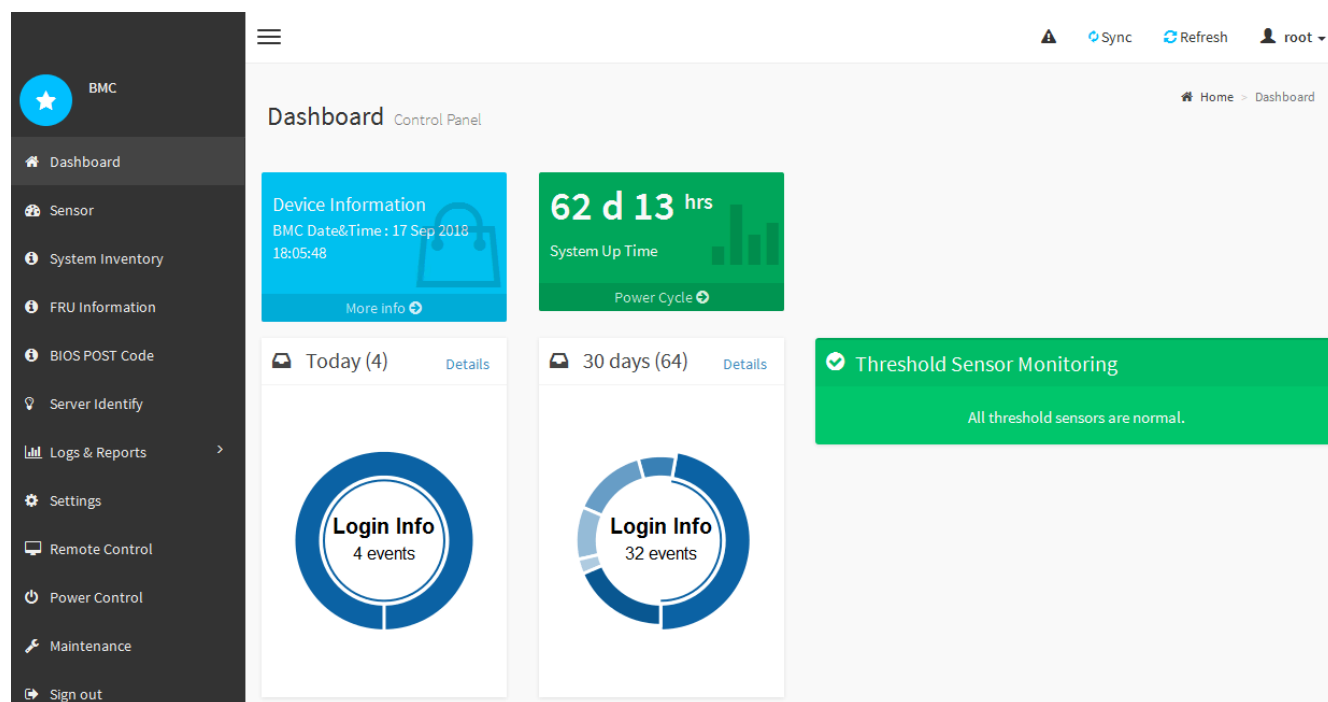 Sync
Refresh
root
BMC
Home > Dashboard
Dashboard Control Panel
Dashboard
Sensor
System Inventory
FRU Information
BIOS POST Code
Server Identify
Logs & Reports
Settings
Remote Control
Power Control
Maintenance
Sign out
Device Information
BMC Date&Time : 17 Sep 2018
18:05:48
More info
62 d 13 hrs
System Up Time
Power Cycle
Today (4) Details
Login Info
4 events
30 days (64) Details
Login Info
32 events
Threshold Sensor Monitoring
All threshold sensors are normal.